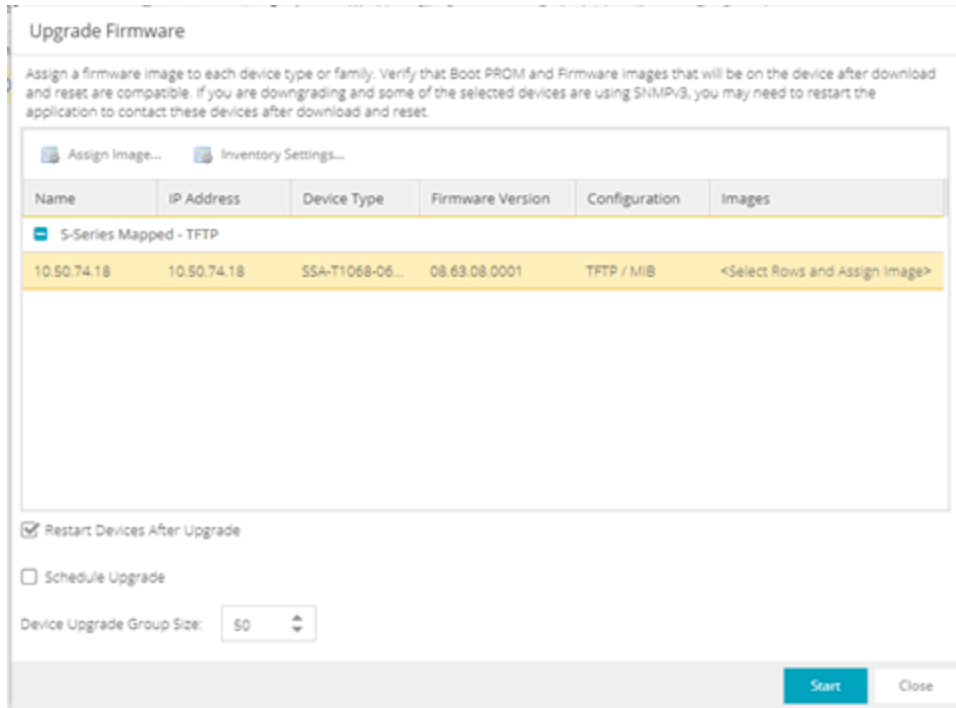 Upgrade Firmware
Assign a firmware image to each device type or family. Verify that Boot PROM and Firmware images that will be on the device after download
and reset are compatible. If you are downgrading and some of the selected devices are using SNMPv3, you may need to restart the
application to contact these devices after download and reset.
Assign Image... Inventory Settings...
Name IP Address Device Type Firmware Version Configuration Images
S-Series Mapped - TFTP
10.50.74.18 10.50.74.18 SSA-T1068-06... 08.63.08.0001 TFTP / MIB <Select Rows and Assign Image>
Restart Devices After Upgrade
Schedule Upgrade
Device Upgrade Group Size: 50
Start Close